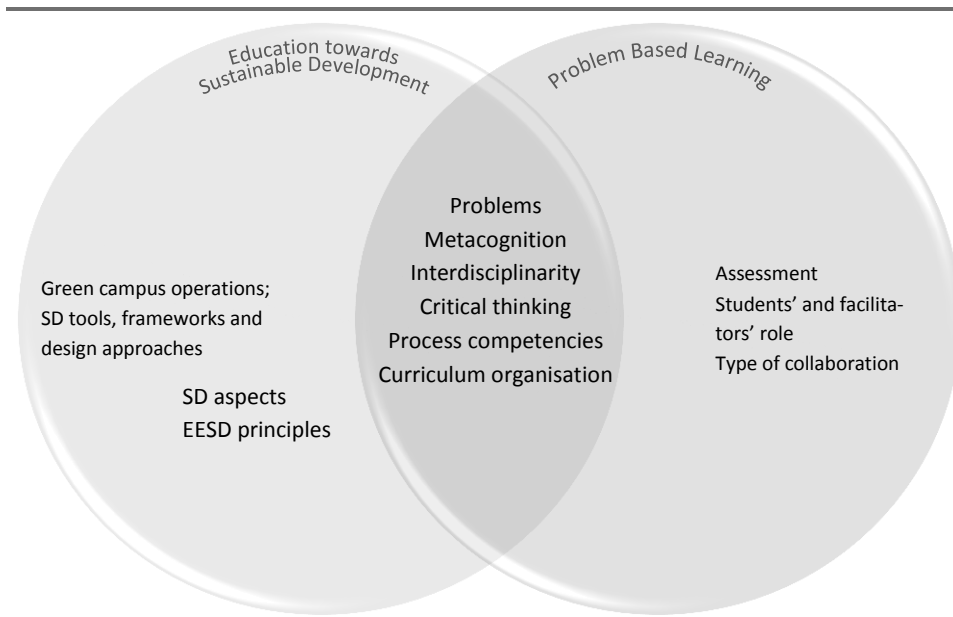 Education towards
Sustainable Development
Problem Based Learning
Problems
Metacognition
Interdisciplinarity
Critical thinking
Process competencies
Curriculum organisation
Green campus operations;
SD tools, frameworks and
design approaches
SD aspects
EESD principles
Assessment
Students’ and facilita-
tors’ role
Type of collaboration